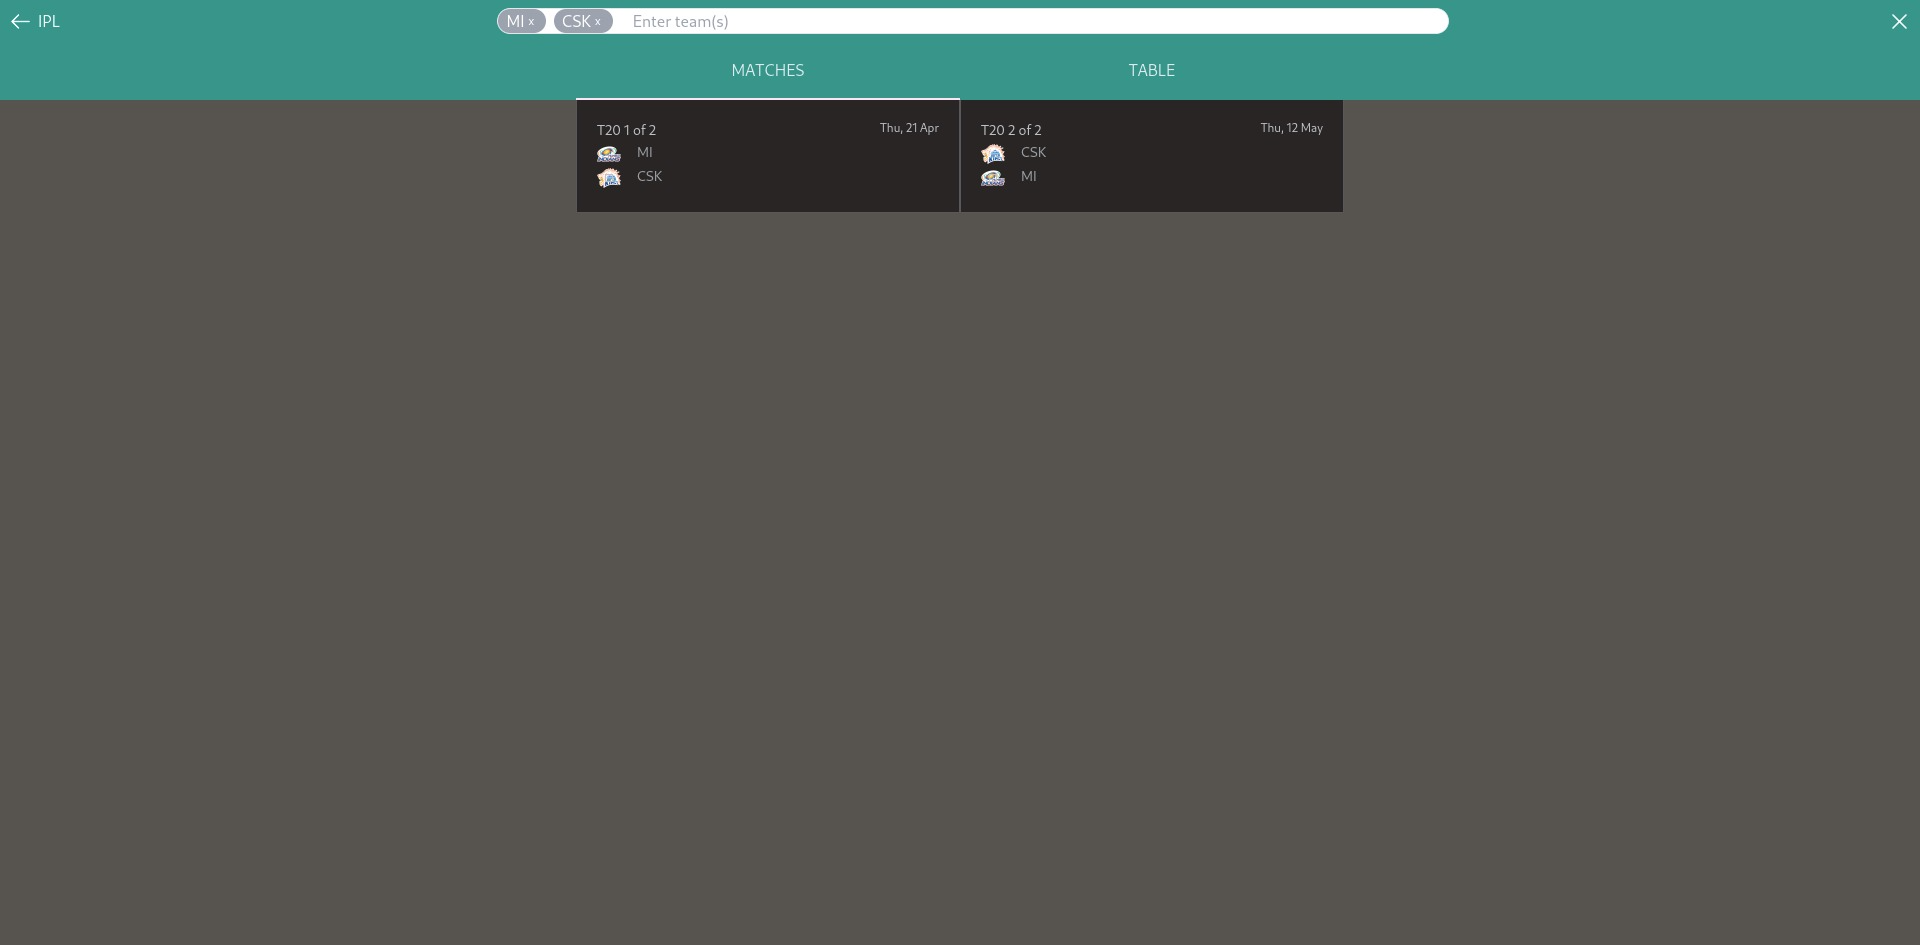 IPL
MI x CSK x Enter team(s)
MATCHES TABLE
T20 1 of 2 Thu, 21 Apr
MI
CSK
T20 2 of 2 Thu, 12 May
CSK
MI